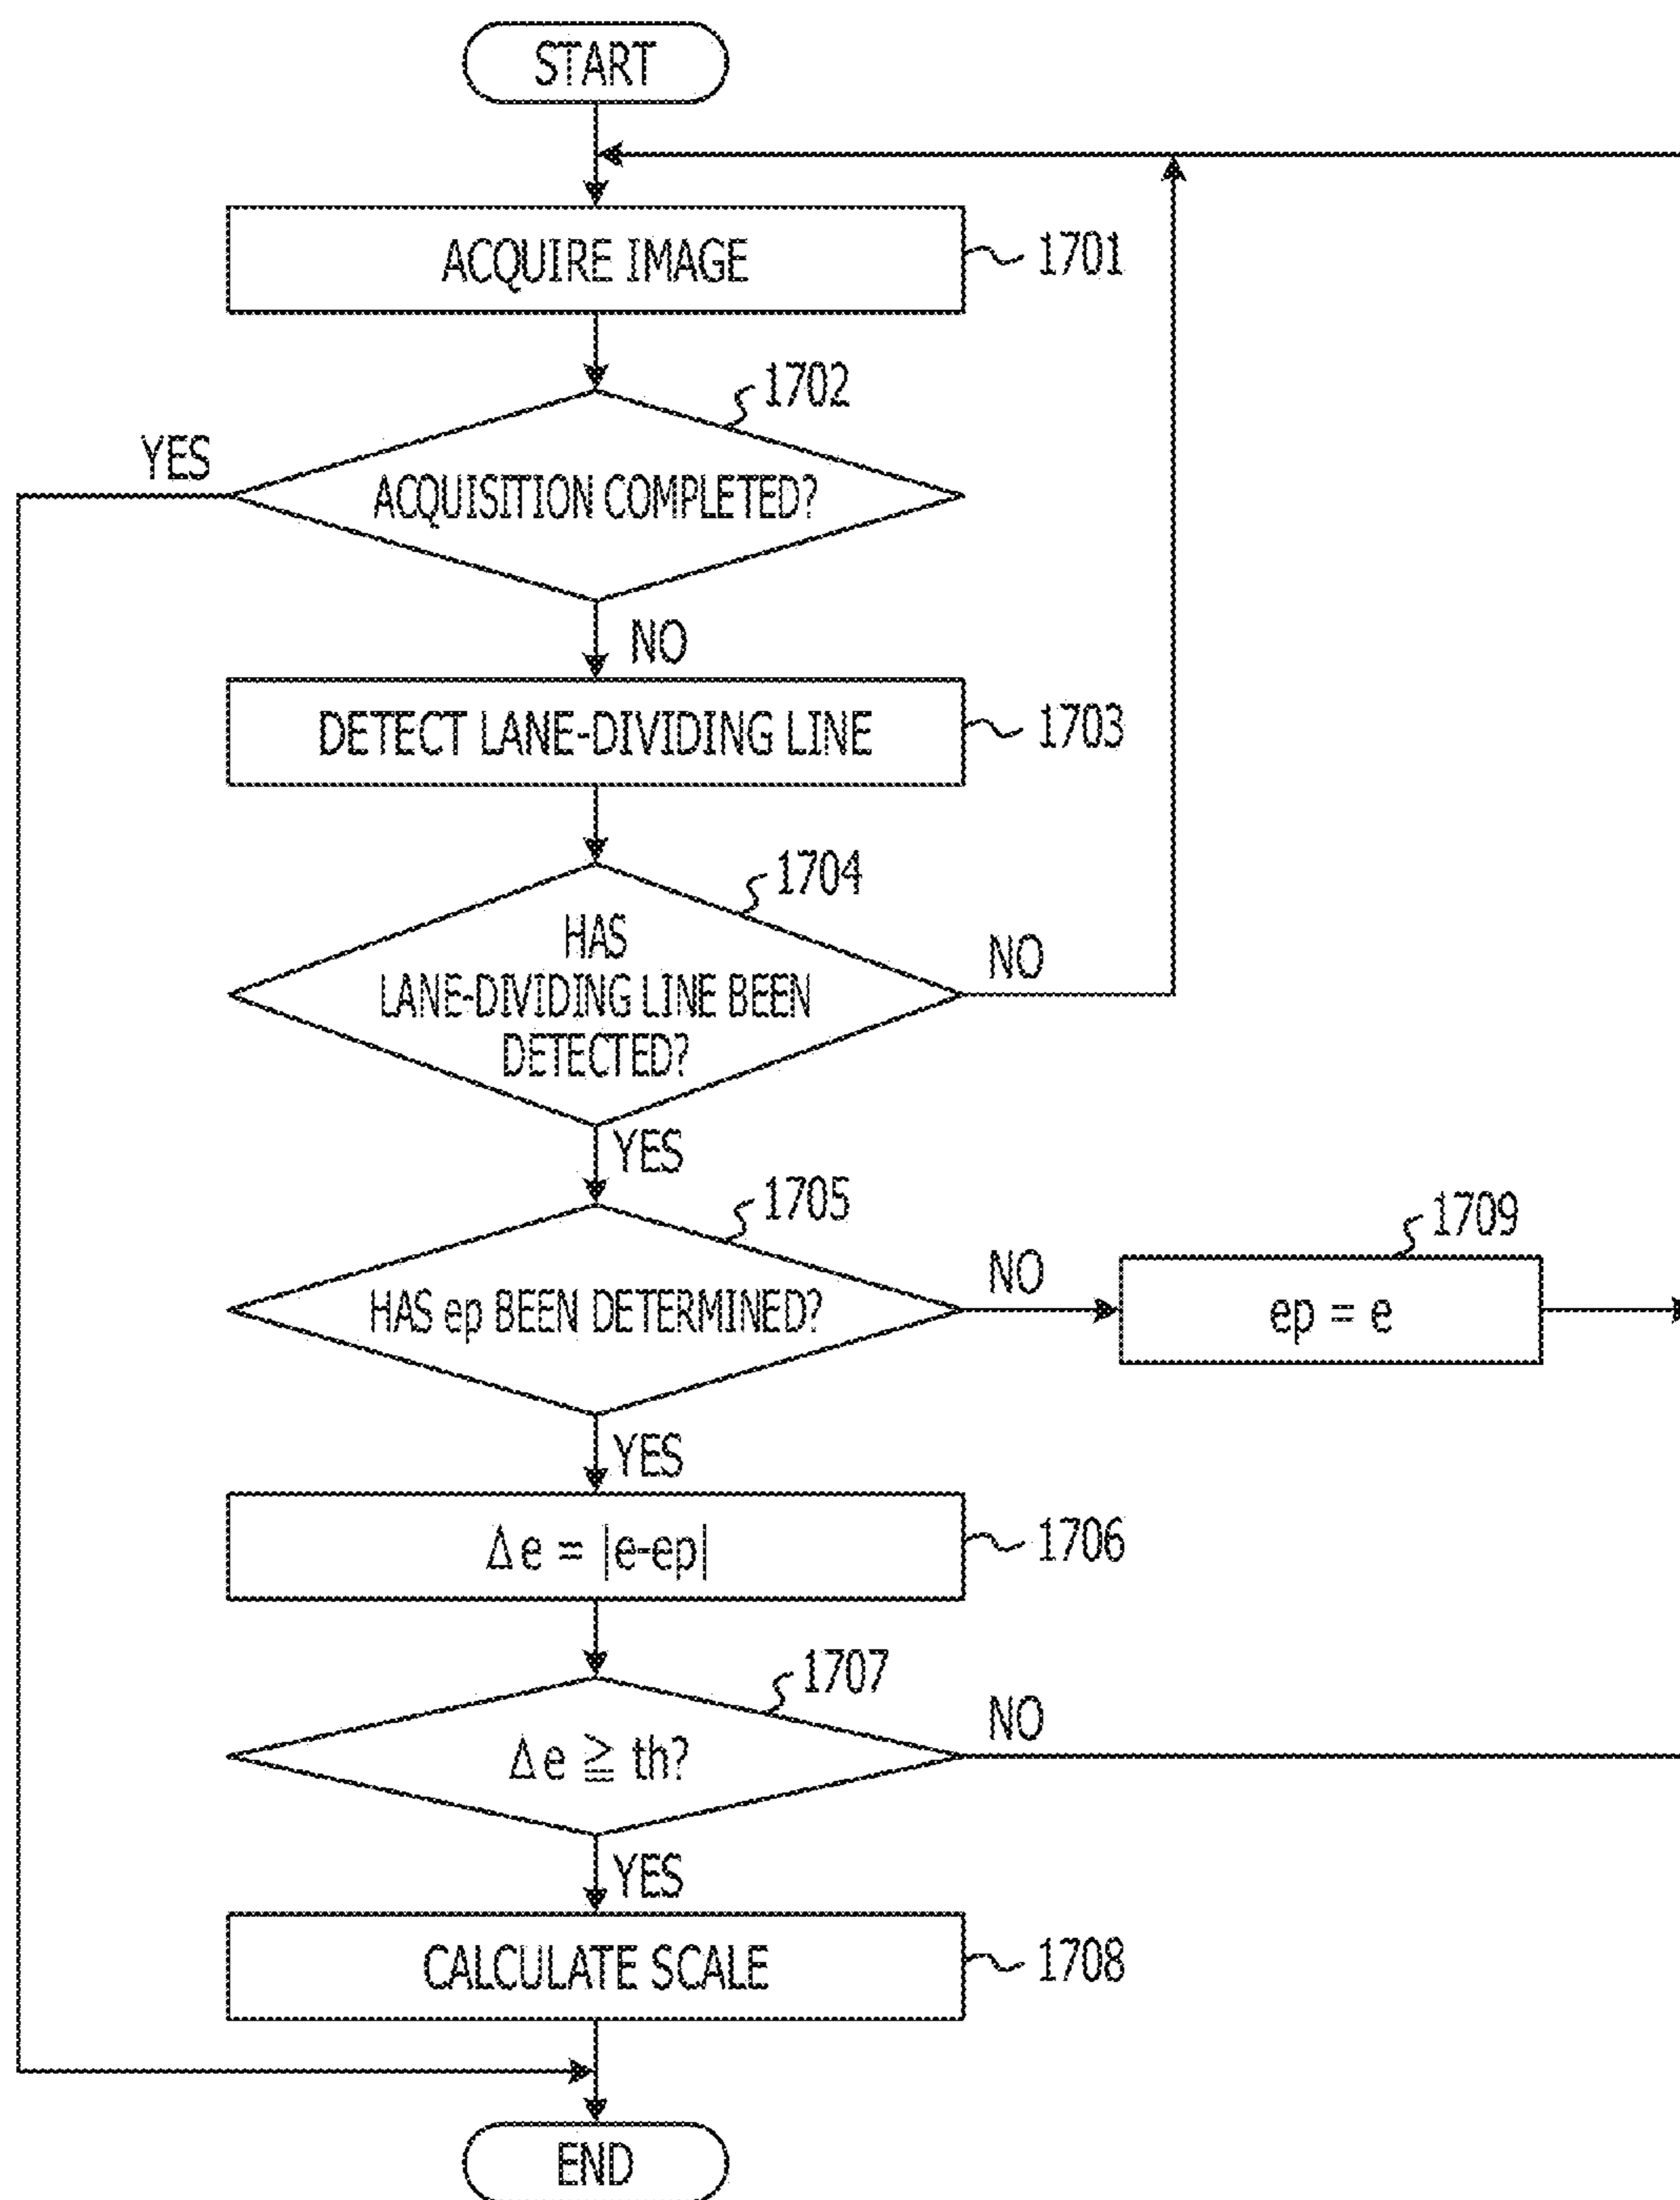 START
ACQUIRE IMAGE
1701
1702
YES
ACQUISITION COMPLETED?
NO
DETECT LANE-DIVIDING LINE
1703
1704
HAS
LANE-DIVIDING LINE BEEN
DETECTED?
NO
YES
1705
HAS ep BEEN DETERMINED?
NO
1709
ep = e
YES
Δe = |e-ep|
1706
1707
Δe ≧ th?
NO
YES
CALCULATE SCALE
1708
END